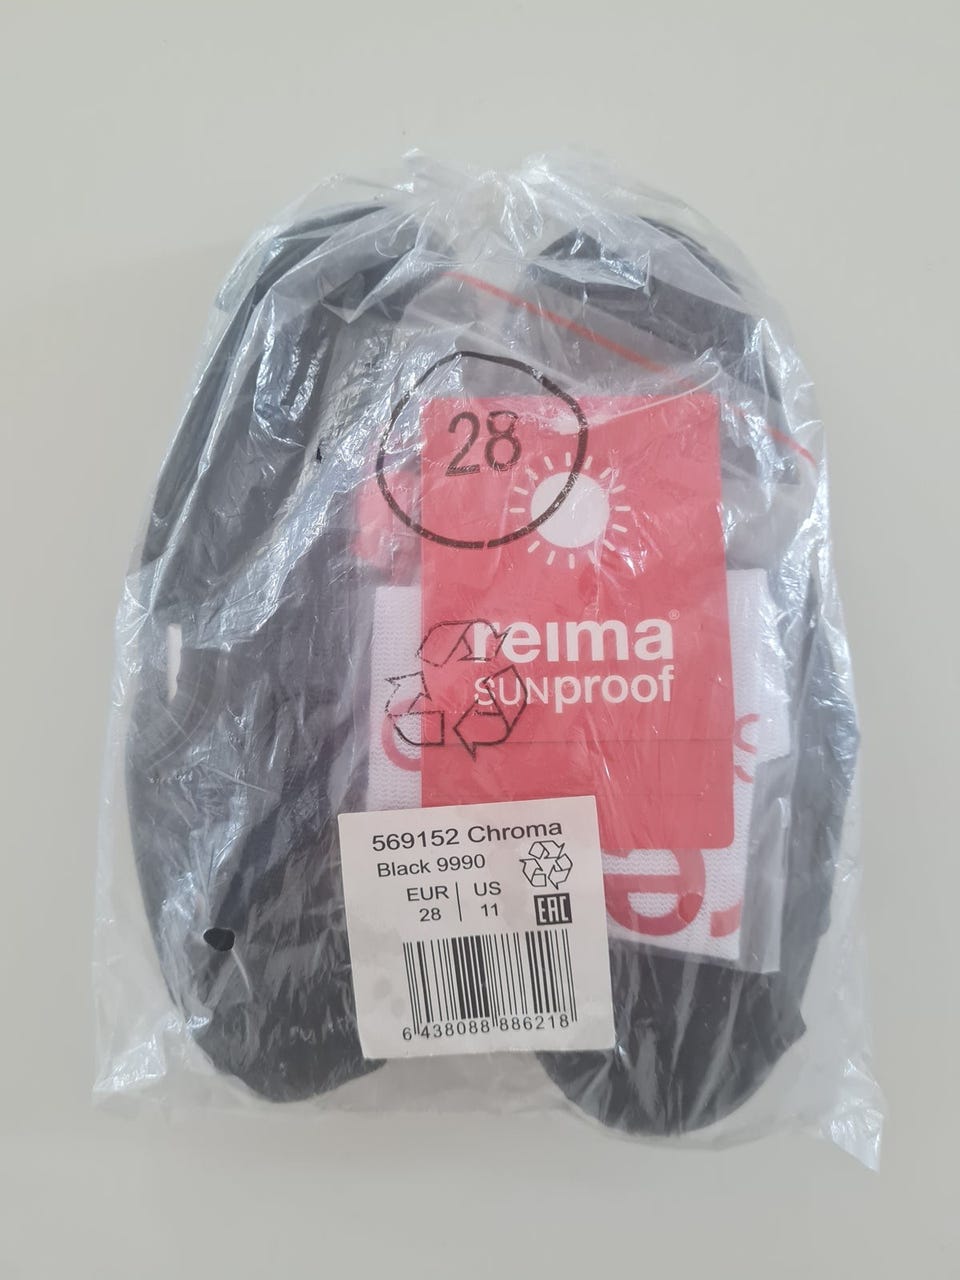 28
reima®
SUNproof
569152 Chroma
Black 9990
EUR | US
28 | 11
EAC
6 438088 886218